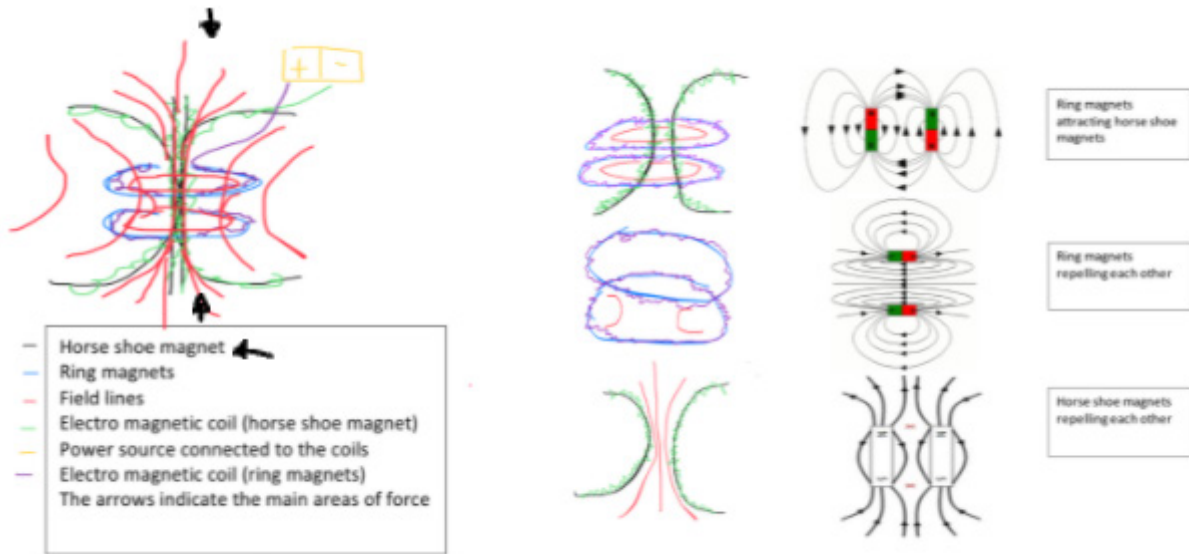 + -
Horse shoe magnet
Ring magnets
Field lines
Electro magnetic coil (horse shoe magnet)
Power source connected to the coils
Electro magnetic coil (ring magnets)
The arrows indicate the main areas of force
Ring magnets
attracting horse shoe
magnets
Ring magnets
repelling each other
Horse shoe magnets
repelling each other
N N